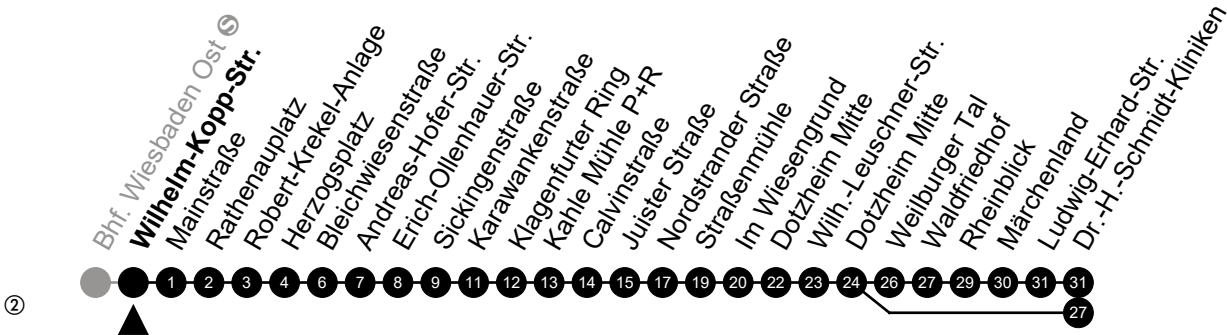 Bhf. Wiesbaden Ost Ⓢ
Wilhelm-Kopp-Str.
Mainstraße
Rathenauplatz
Robert-Krekel-Anlage
Herzogsplatz
Bleichwiesenstraße
Andreas-Hofer-Str.
Erich-Ollenhauer-Str.
Sickingenstraße
Karawankenstraße
Klagenfurter Ring
Kahle Mühle P+R
Calvinstraße
Juister Straße
Nordstrander Straße
Straßenmühle
Im Wiesengrund
Dotzheim Mitte
Wilh.-Leuschner-Str.
Dotzheim Mitte
Weilburger Tal
Waldfriedhof
Rheinblick
Märchenland
Ludwig-Erhard-Str.
Dr.-H.-Schmidt-Kliniken
1 2 3 4 6 7 8 9 11 12 13 14 15 17 19 20 22 23 24 26 27 29 30 31 31
② 27